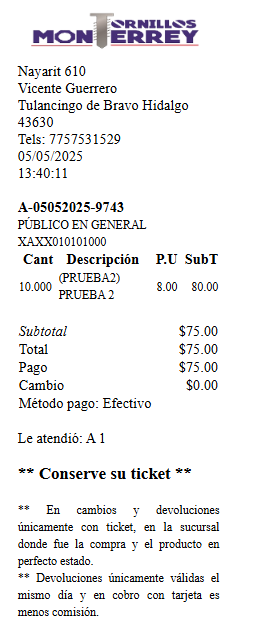 TORNILLOS
MONTERREY
Nayarit 610
Vicente Guerrero
Tulancingo de Bravo Hidalgo
43630
Tels: 7757531529
05/05/2025
13:40:11
A-05052025-9743
PÚBLICO EN GENERAL
XAXX010101000
Cant Descripción P.U SubT
(PRUEBA2)
10.000 PRUEBA 2 8.00 80.00
Subtotal $75.00
Total $75.00
Pago $75.00
Cambio $0.00
Método pago: Efectivo
Le atendió: A 1
** Conserve su ticket **
** En cambios y devoluciones
únicamente con ticket, en la sucursal
donde fue la compra y el producto en
perfecto estado.
** Devoluciones únicamente válidas el
mismo día y en cobro con tarjeta es
menos comisión.